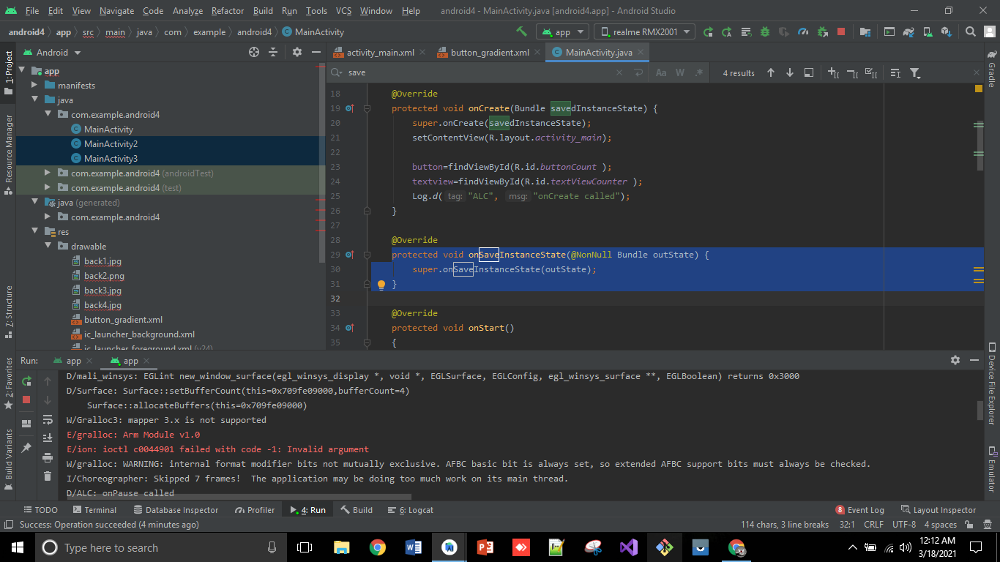 File Edit View Navigate Code Analyze Refactor Build Run Tools VCS Window Help android4 - MainActivity.java [android4.app] - Android Studio
android4 app src main java com example android4 MainActivity app realme RMX2001
Android activity_main.xml button_gradient.xml MainActivity.java
save 4 results
1: Project
Resource Manager
7: Structure
2: Favorites
Build Variants
app
manifests
java
com.example.android4
MainActivity
MainActivity2
MainActivity3
com.example.android4 (androidTest)
com.example.android4 (test)
java (generated)
com.example.android4
res
drawable
back1.jpg
back2.png
back3.jpg
back4.jpg
button_gradient.xml
ic_launcher_background.xml
ic_launcher_foreground.xml (v24)
18 @Override
19 protected void onCreate(Bundle savedInstanceState) {
20 super.onCreate(savedInstanceState);
21 setContentView(R.layout.activity_main);
22
23 button=findViewById(R.id.buttonCount );
24 textview=findViewById(R.id.textViewCounter );
25 Log.d( tag: "ALC", msg: "onCreate called");
26 }
27
28 @Override
29 protected void onSaveInstanceState(@NonNull Bundle outState) {
30 super.onSaveInstanceState(outState);
31 }
32
33 @Override
34 protected void onStart()
35 {
Gradle
Device File Explorer
Emulator
Run: app app
D/mali_winsys: EGLint new_window_surface(egl_winsys_display *, void *, EGLSurface, EGLConfig, egl_winsys_surface **, EGLBoolean) returns 0x3000
D/Surface: Surface::setBufferCount(this=0x709fe09000,bufferCount=4)
Surface::allocateBuffers(this=0x709fe09000)
W/Gralloc3: mapper 3.x is not supported
E/gralloc: Arm Module v1.0
E/ion: ioctl c0044901 failed with code -1: Invalid argument
W/gralloc: WARNING: internal format modifier bits not mutually exclusive. AFBC basic bit is always set, so extended AFBC support bits must always be checked.
I/Choreographer: Skipped 7 frames! The application may be doing too much work on its main thread.
D/ALC: onPause called
TODO Terminal Database Inspector Profiler 4: Run Build 6: Logcat 8 Event Log Layout Inspector
Success: Operation succeeded (4 minutes ago) 114 chars, 3 line breaks 32:1 CRLF UTF-8 4 spaces
Type here to search
12:12 AM
3/18/2021